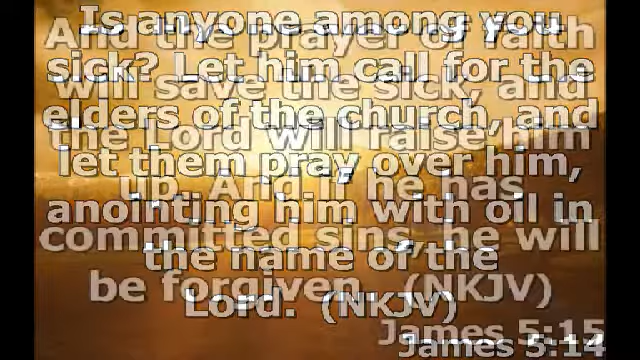 Is anyone among you
sick? Let him call for the
elders of the church, and
let them pray over him,
anointing him with oil in
the name of the
Lord. (NKJV)
James 5:14
And the prayer of faith
will save the sick, and
the Lord will raise him
up. And if he has
committed sins, he will
be forgiven. (NKJV)
James 5:15